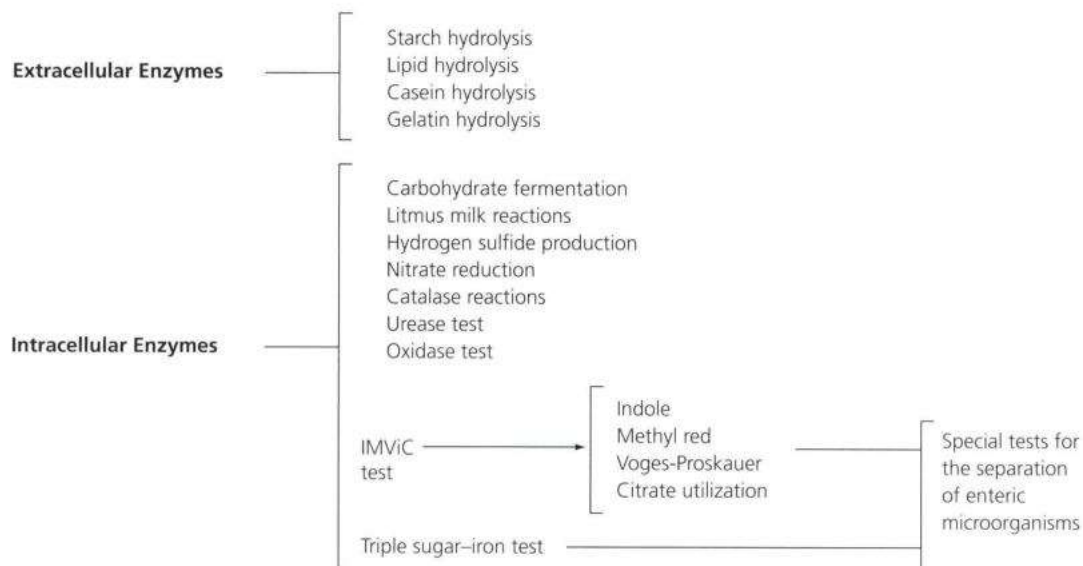 Extracellular Enzymes
Starch hydrolysis
Lipid hydrolysis
Casein hydrolysis
Gelatin hydrolysis
Intracellular Enzymes
Carbohydrate fermentation
Litmus milk reactions
Hydrogen sulfide production
Nitrate reduction
Catalase reactions
Urease test
Oxidase test
IMViC
test
Indole
Methyl red
Voges-Proskauer
Citrate utilization
Triple sugar–iron test
Special tests for
the separation
of enteric
microorganisms